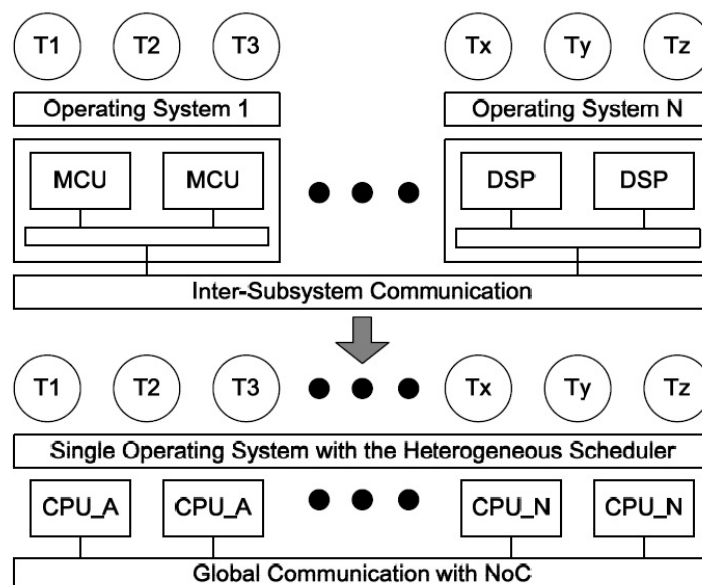 T1 T2 T3 Tx Ty Tz
Operating System 1 Operating System N
MCU MCU DSP DSP
Inter-Subsystem Communication
T1 T2 T3 Tx Ty Tz
Single Operating System with the Heterogeneous Scheduler
CPU_A CPU_A CPU_N CPU_N
Global Communication with NoC